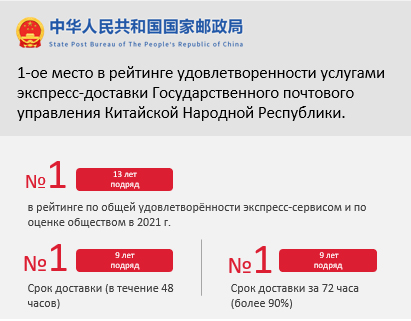 中华人民共和国国家邮政局
State Post Bureau of The People's Republic of China
1-ое место в рейтинге удовлетворенности услугами
экспресс-доставки Государственного почтового
управления Китайской Народной Республики.
№1
13 лет
подряд
в рейтинге по общей удовлетворённости экспресс-сервисом и по
оценке обществом в 2021 г.
№1
9 лет
подряд
Срок доставки (в течение 48
часов)
№1
9 лет
подряд
Срок доставки за 72 часа
(более 90%)